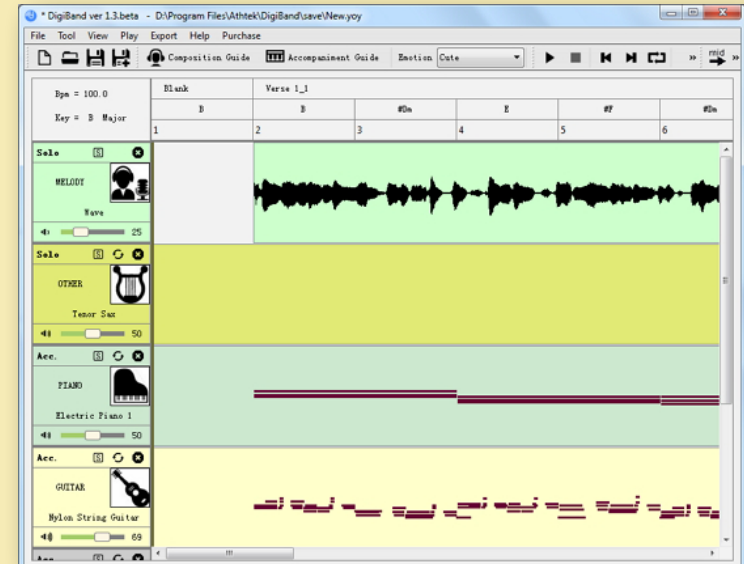 * DigiBand ver 1.3.beta - D:\Program Files\Athtek\DigiBand\save\New.yoy
File Tool View Play Export Help Purchase
Composition Guide Accompaniment Guide Emotion Cute » mid »
Bpm = 100.0
Key = B Major
Blank Verse 1_1
B B #Dm E #F #Dm
1 2 3 4 5 6
Solo S
MELODY
Wave
25
Solo S
OTHER
Tenor Sax
50
Acc. S
PIANO
Electric Piano 1
50
Acc. S
GUITAR
Nylon String Guitar
69